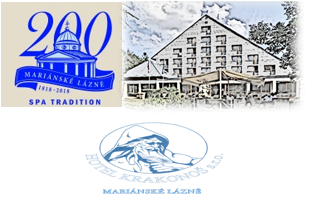 200
MARIÁNSKÉ LÁZNĚ
1818-2018
SPA TRADITION
HOTEL KRAKONOŠ s.r.o.
MARIÁNSKÉ LÁZNĚ